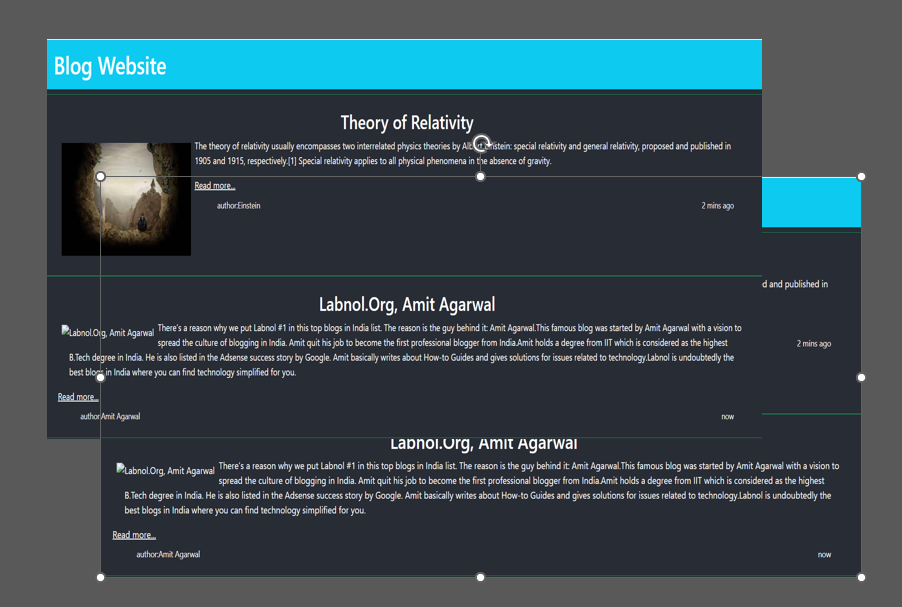 Blog Website
Theory of Relativity
The theory of relativity usually encompasses two interrelated physics theories by Albert Einstein: special relativity and general relativity, proposed and published in
1905 and 1915, respectively.[1] Special relativity applies to all physical phenomena in the absence of gravity.
Read more...
author:Einstein 2 mins ago
Labnol.Org, Amit Agarwal
Labnol.Org, Amit Agarwal There's a reason why we put Labnol #1 in this top blogs in India list. The reason is the guy behind it: Amit Agarwal.This famous blog was started by Amit Agarwal with a vision to
spread the culture of blogging in India. Amit quit his job to become the first professional blogger from India.Amit holds a degree from IIT which is considered as the highest
B.Tech degree in India. He is also listed in the Adsense success story by Google. Amit basically writes about How-to Guides and gives solutions for issues related to technology.Labnol is undoubtedly the
best blogs in India where you can find technology simplified for you.
Read more...
author:Amit Agarwal now
d and published in
2 mins ago
Labnol.Org, Amit Agarwal
Labnol.Org, Amit Agarwal There's a reason why we put Labnol #1 in this top blogs in India list. The reason is the guy behind it: Amit Agarwal.This famous blog was started by Amit Agarwal with a vision to
spread the culture of blogging in India. Amit quit his job to become the first professional blogger from India.Amit holds a degree from IIT which is considered as the highest
B.Tech degree in India. He is also listed in the Adsense success story by Google. Amit basically writes about How-to Guides and gives solutions for issues related to technology.Labnol is undoubtedly the
best blogs in India where you can find technology simplified for you.
Read more...
author:Amit Agarwal now